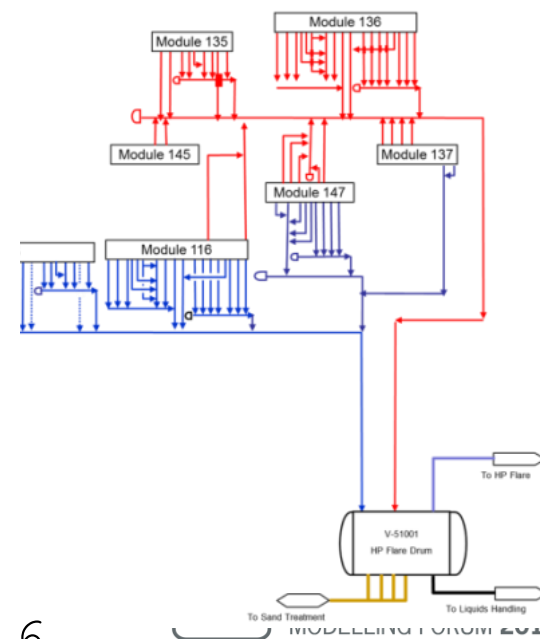 Module 136
Module 135
Module 145
Module 137
Module 147
Module 116
To HP Flare
V-51001
HP Flare Drum
To Liquids Handling
To Sand Treatment
6
MODELLING FORUM 201